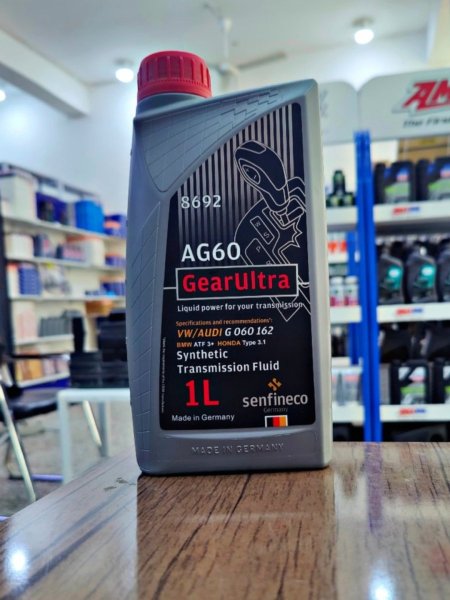 8692
AG60
GearUltra
Liquid power for your transmission
Specifications and recommendations*:
VW/AUDI G 060 162
BMW ATF 3+ HONDA Type 3.1
Synthetic
Transmission Fluid
1L
senfineco
Germany
Made in Germany
MADE IN GERMANY